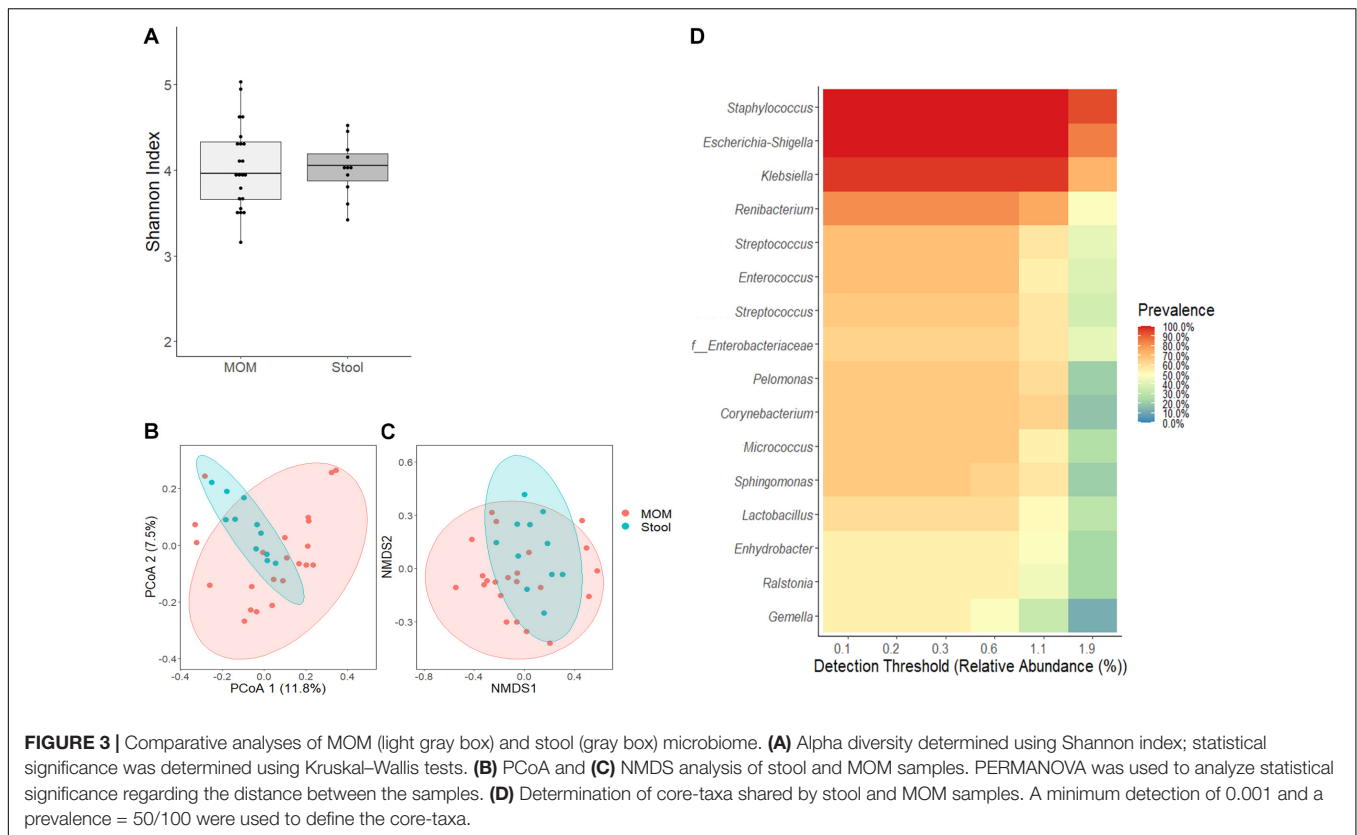 A
Shannon Index
5
4
3
2
MOM
Stool
B
PCoA 2 (7.5%)
0.2
0.0
-0.2
-0.4
-0.4
-0.2
0.0
0.2
0.4
PCoA 1 (11.8%)
C
NMDS2
0.6
0.3
0.0
-0.3
-0.8
-0.4
0.0
0.4
NMDS1
MOM
Stool
D
Staphylococcus
Escherichia-Shigella
Klebsiella
Renibacterium
Streptococcus
Enterococcus
Streptococcus
f__Enterobacteriaceae
Pelomonas
Corynebacterium
Micrococcus
Sphingomonas
Lactobacillus
Enhydrobacter
Ralstonia
Gemella
0.1
0.2
0.3
0.6
1.1
1.9
Detection Threshold (Relative Abundance (%))
Prevalence
100.0%
90.0%
80.0%
70.0%
60.0%
50.0%
40.0%
30.0%
20.0%
10.0%
0.0%
FIGURE 3 | Comparative analyses of MOM (light gray box) and stool (gray box) microbiome. (A) Alpha diversity determined using Shannon index; statistical
significance was determined using Kruskal–Wallis tests. (B) PCoA and (C) NMDS analysis of stool and MOM samples. PERMANOVA was used to analyze statistical
significance regarding the distance between the samples. (D) Determination of core-taxa shared by stool and MOM samples. A minimum detection of 0.001 and a
prevalence = 50/100 were used to define the core-taxa.